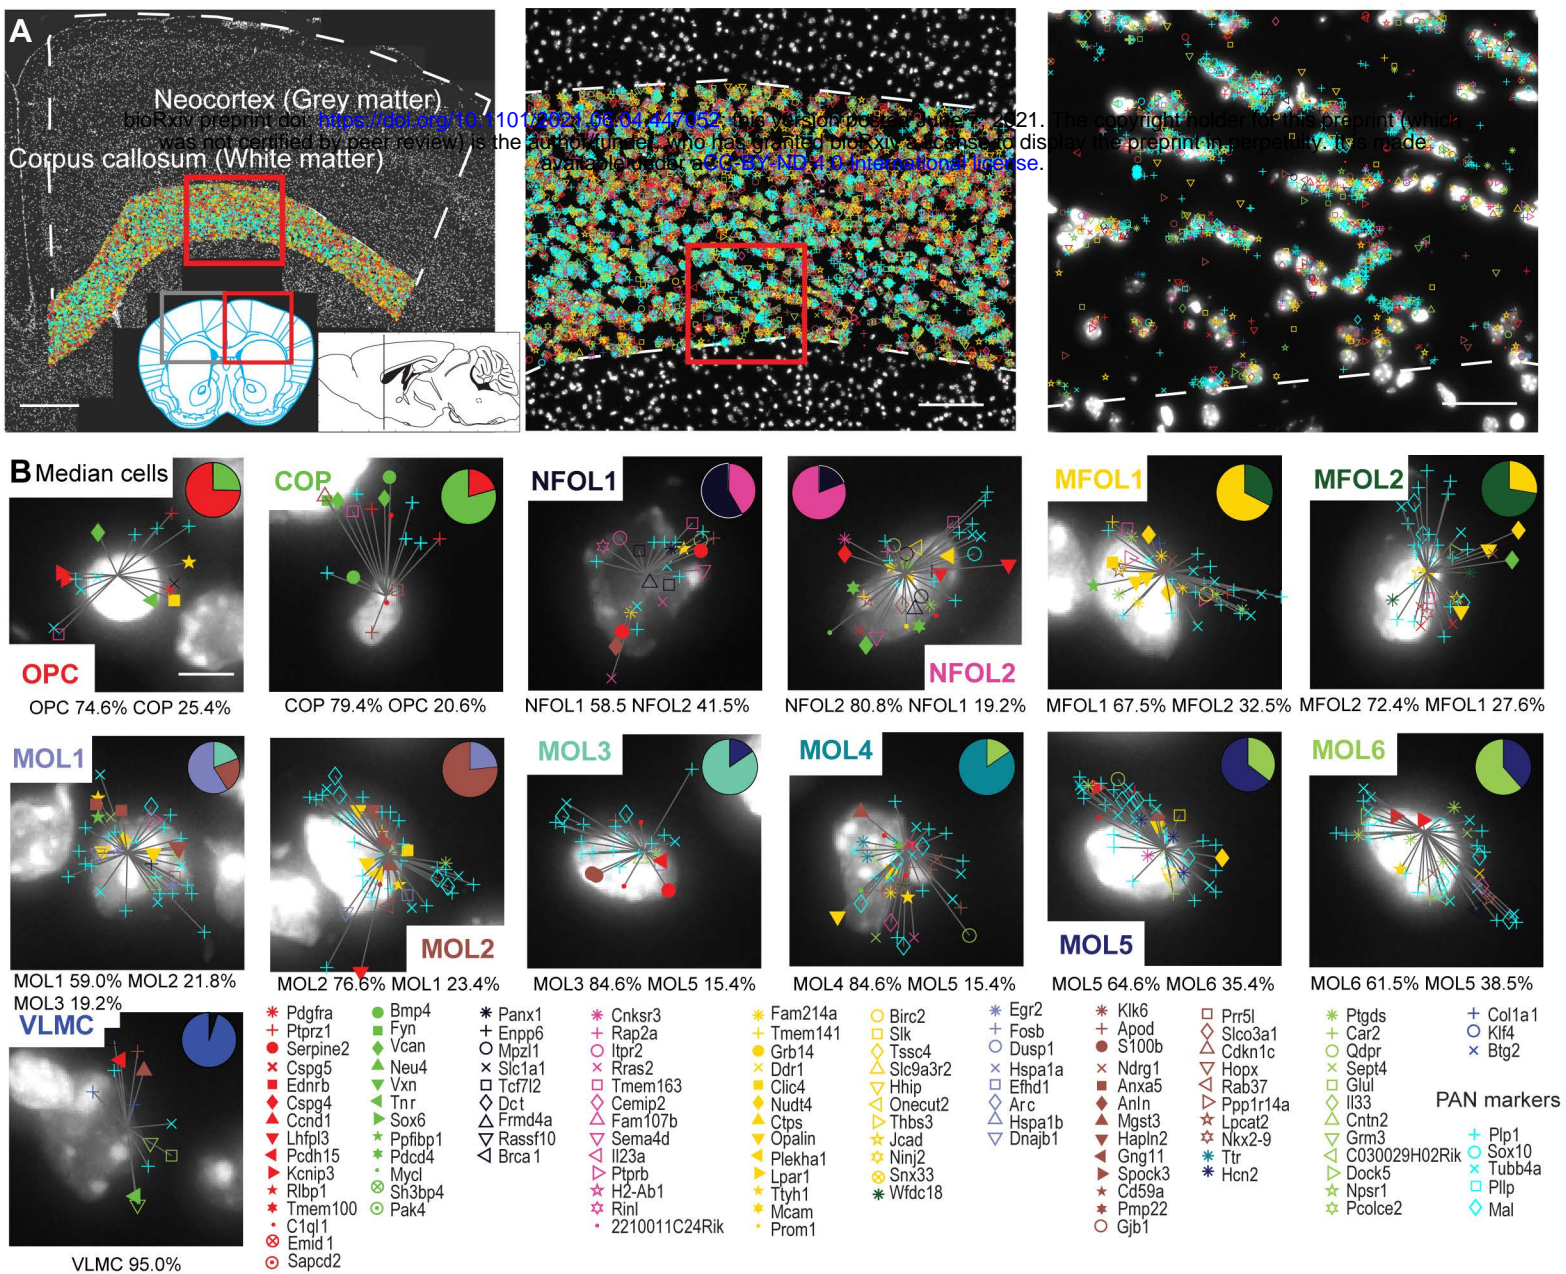 A
Neocortex (Grey matter)
bioRxiv preprint doi: https://doi.org/10.1101/2021.06.04.447052; this version posted June 2021. The copyright holder for this preprint (which
was not certified by peer review) is the author/funder, who has granted bioRxiv a license to display the preprint in perpetuity. It is made
available under aCC-BY-ND 4.0 International license.
Corpus callosum (White matter)
B Median cells
OPC
OPC 74.6% COP 25.4%
COP
COP 79.4% OPC 20.6%
NFOL1
NFOL1 58.5 NFOL2 41.5%
NFOL2
NFOL2 80.8% NFOL1 19.2%
MFOL1
MFOL1 67.5% MFOL2 32.5%
MFOL2
MFOL2 72.4% MFOL1 27.6%
MOL1
MOL1 59.0% MOL2 21.8%
MOL3 19.2%
MOL2
MOL2 76.6% MOL1 23.4%
MOL3
MOL3 84.6% MOL5 15.4%
MOL4
MOL4 84.6% MOL5 15.4%
MOL5
MOL5 64.6% MOL6 35.4%
MOL6
MOL6 61.5% MOL5 38.5%
VLMC
VLMC 95.0%
Pdgfra
Ptprz1
Serpine2
Cspg5
Ednrb
Cspg4
Ccnd1
Lhfpl3
Pcdh15
Kcnip3
Rlbp1
Tmem100
C1ql1
Emid1
Sapcd2
Bmp4
Fyn
Vcan
Neu4
Vxn
Tnr
Sox6
Ppfibp1
Pdcd4
Mycl
Sh3bp4
Pak4
Panx1
Enpp6
Mpzl1
Slc1a1
Tcf7l2
Dct
Frmd4a
Rassf10
Brca1
Cnksr3
Rap2a
Itpr2
Rras2
Tmem163
Cemip2
Fam107b
Sema4d
Il23a
Ptprb
H2-Ab1
Rinl
2210011C24Rik
Fam214a
Tmem141
Grb14
Ddr1
Clic4
Nudt4
Ctps
Opalin
Plekha1
Lpar1
Ttyh1
Mcam
Prom1
Birc2
Slk
Tssc4
Slc9a3r2
Hhip
Onecut2
Thbs3
Jcad
Ninj2
Snx33
Wfdc18
Egr2
Fosb
Dusp1
Hspa1a
Efhd1
Arc
Hspa1b
Dnajb1
Klk6
Apod
S100b
Ndrg1
Anxa5
Anln
Mgst3
Hapln2
Gng11
Spock3
Cd59a
Pmp22
Gjb1
Prr5l
Slco3a1
Cdkn1c
Hopx
Rab37
Ppp1r14a
Lpcat2
Nkx2-9
Ttr
Hcn2
Ptgds
Car2
Qdpr
Sept4
Glul
Il33
Cntn2
Grm3
C030029H02Rik
Dock5
Npsr1
Pcolce2
Col1a1
Klf4
Btg2
PAN markers
Plp1
Sox10
Tubb4a
Pllp
Mal